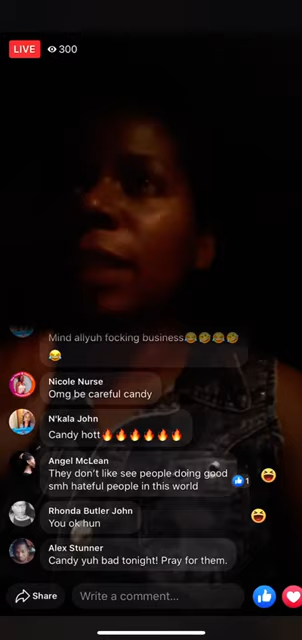 LIVE 300
Mind allyuh focking business😂🤣😂🤣
😂
Nicole Nurse
Omg be careful candy
N'kala John
Candy hott🔥🔥🔥🔥🔥🔥
Angel McLean
They don't like see people doing good
smh hateful people in this world
1
Rhonda Butler John
You ok hun
Alex Stunner
Candy yuh bad tonight! Pray for them.
Share
Write a comment...